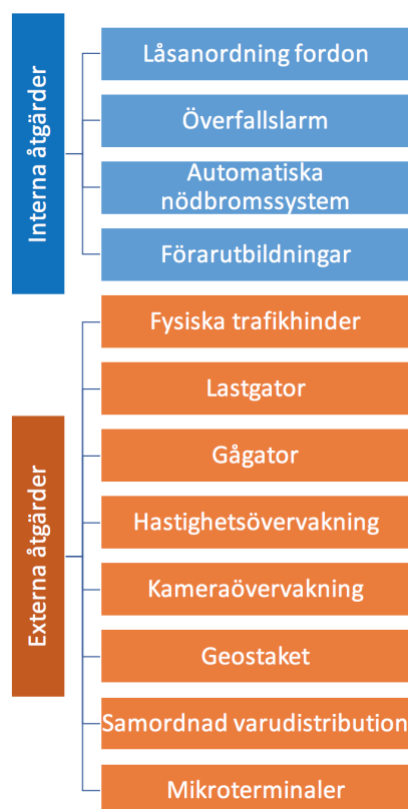 Interna åtgärder
Låsanordning fordon
Överfallslarm
Automatiska
nödbromssystem
Förarutbildningar
Externa åtgärder
Fysiska trafikhinder
Lastgator
Gågator
Hastighetsövervakning
Kameraövervakning
Geostaket
Samordnad varudistribution
Mikroterminaler